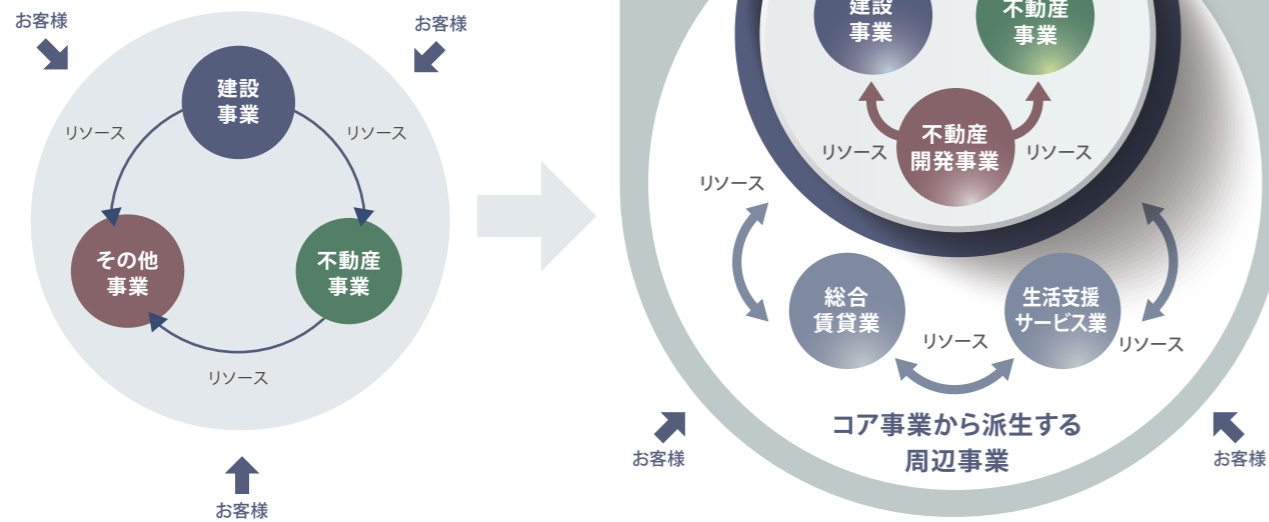 お客様
お客様
建設
事業
リソース
リソース
その他
事業
不動産
事業
リソース
お客様
建設
事業
不動産
事業
不動産
開発事業
リソース
リソース
リソース
総合
賃貸業
生活支援
サービス業
リソース
リソース
コア事業から派生する
周辺事業
お客様
お客様